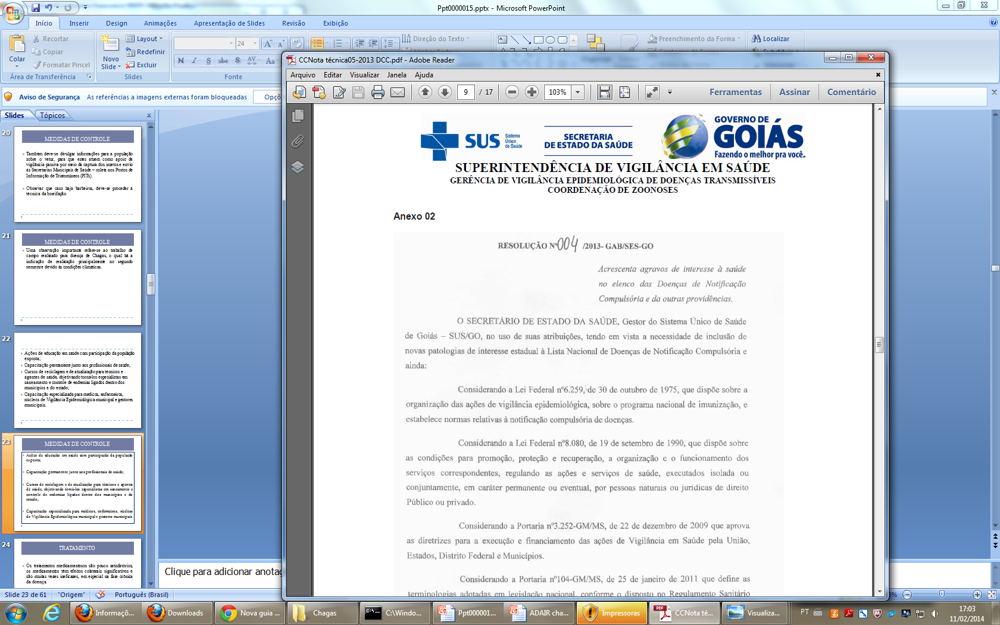 Ppt0000015.pptx - Microsoft PowerPoint
Início
Inserir
Design
Animações
Apresentação de Slides
Revisão
Exibição
Colar
Recortar
Copiar
Formatar Pincel
Área de Transferência
Novo
Slide
Layout
Redefinir
Excluir
Slides
24
N I S abc S AV Aa
Fonte
Direção do Texto
Preenchimento da Forma
Localizar
Aviso de Segurança
As referências a imagens externas foram bloqueadas
Opçõ
Slides
Tópicos
20
MEDIDAS DE CONTROLE
Também deve-se divulgar informações para a população
sobre o vetor, para que estes atuem como apoio de
vigilância passiva por meio da captura dos insetos e envio
às Secretarias Municipais de Saúde – coleta nos Postos de
Informação de Triatomíneos (PITs).
Observar que caso haja barbeiros, deve-se proceder à
técnica da borrifação.
21
MEDIDAS DE CONTROLE
Uma observação importante refere-se ao trabalho de
campo realizado para doença de Chagas, o qual há a
indicação de realização principalmente no segundo
semestre devido às condições climáticas.
22
Ações de educação em saúde com participação da população
exposta;
Capacitação permanente junto aos profissionais de saúde;
Cursos de reciclagem e de atualização para técnicos e
agentes de saúde, objetivando torná-los especialistas em
saneamento e controle de endemias ligados dentro dos
municípios e do estado;
Capacitação especializada para médicos, enfermeiros,
núcleos de Vigilância Epidemiológica municipal e gestores
municipais.
23
MEDIDAS DE CONTROLE
Ações de educação em saúde com participação da população
exposta;
Capacitação permanente junto aos profissionais de saúde;
Cursos de reciclagem e de atualização para técnicos e agentes
de saúde, objetivando torná-los especialistas em saneamento e
controle de endemias ligados dentro dos municípios e do
estado;
Capacitação especializada para médicos, enfermeiros, núcleos
de Vigilância Epidemiológica municipal e gestores municipais.
24
TRATAMENTO
Os tratamentos medicamentosos são pouco satisfatórios,
os medicamentos têm efeitos colaterais significativos e
são muitas vezes ineficazes, em especial na fase crônica
da doença.
Clique para adicionar anotaç
Slide 23 de 61
"Origem"
Português (Brasil)
CCNota técnica05-2013 DCC.pdf - Adobe Reader
Arquivo Editar Visualizar Janela Ajuda
9 / 17
103%
Ferramentas
Assinar
Comentário
SUS
Sistema
Único
de Saúde
SECRETARIA
DE ESTADO DA SAÚDE
GOVERNO DE
GOIÁS
Fazendo o melhor pra você.
SUPERINTENDÊNCIA DE VIGILÂNCIA EM SAÚDE
GERÊNCIA DE VIGILÂNCIA EPIDEMIOLÓGICA DE DOENÇAS TRANSMISSÍVEIS
COORDENAÇÃO DE ZOONOSES
Anexo 02
RESOLUÇÃO Nº004 /2013- GAB/SES-GO
Acrescenta agravos de interesse à saúde
no elenco das Doenças de Notificação
Compulsória e da outras providências.
O SECRETÁRIO DE ESTADO DA SAÚDE, Gestor do Sistema Único de Saúde
de Goiás – SUS/GO, no uso de suas atribuições, tendo em vista a necessidade de inclusão de
novas patologias de interesse estadual à Lista Nacional de Doenças de Notificação Compulsória e
ainda:
Considerando a Lei Federal nº6.259, de 30 de outubro de 1975, que dispõe sobre a
organização das ações de vigilância epidemiológica, sobre o programa nacional de imunização, e
estabelece normas relativas à notificação compulsória de doenças.
Considerando a Lei Federal nº8.080, de 19 de setembro de 1990, que dispõe sobre
as condições para promoção, proteção e recuperação, a organização e o funcionamento dos
serviços correspondentes, regulando as ações e serviços de saúde, executados isolada ou
conjuntamente, em caráter permanente ou eventual, por pessoas naturais ou jurídicas de direito
Público ou privado.
Considerando a Portaria nº3.252-GM/MS, de 22 de dezembro de 2009 que aprova
as diretrizes para a execução e financiamento das ações de Vigilância em Saúde pela União,
Estados, Distrito Federal e Municípios.
Considerando a Portaria nº104-GM/MS, de 25 de janeiro de 2011 que define as
terminologias adotadas em legislação nacional, conforme o disposto no Regulamento Sanitário
Informaçõ...
Downloads
Nova guia ...
Chagas
C:\Windo...
Ppt000001...
ADAIR cha...
Impressoras
CCNota té...
Visualiza...
PT
17:03
11/02/2014